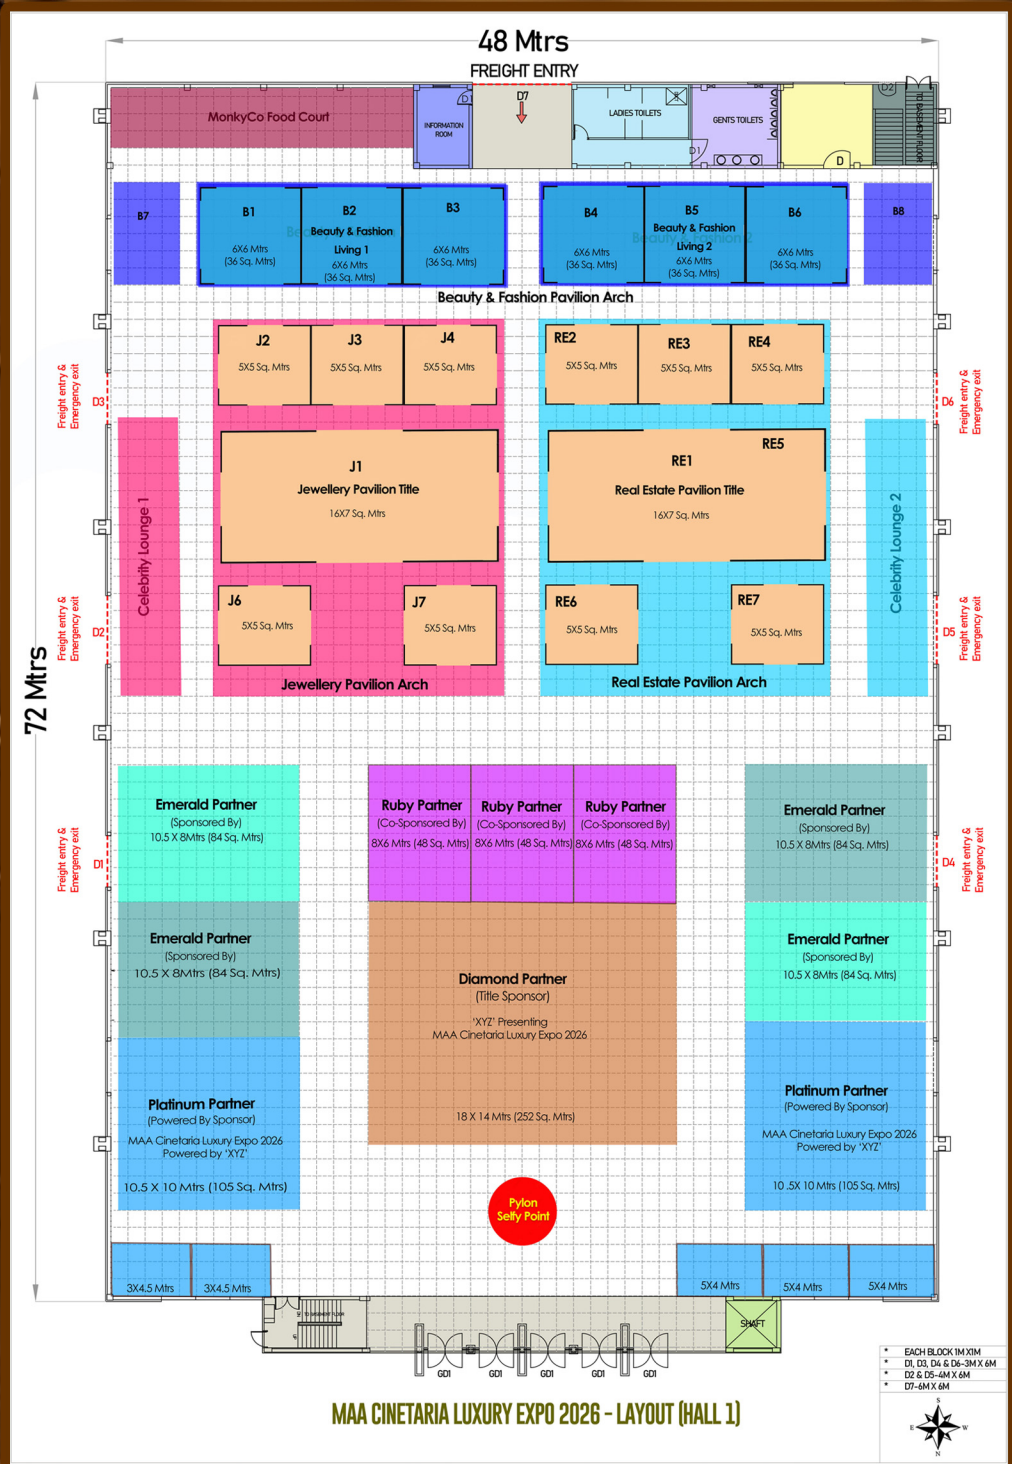 48 Mtrs
FREIGHT ENTRY
MonkyCo Food Court
INFORMATION
ROOM
D1
D7
LADIES TOILETS
GENTS TOILETS
D1
D
D2
TO BASEMENT FLOOR
B7
B1
6X6 Mtrs
(36 Sq. Mtrs)
B2
Beauty & Fashion
Living 1
6X6 Mtrs
(36 Sq. Mtrs)
B3
6X6 Mtrs
(36 Sq. Mtrs)
B4
6X6 Mtrs
(36 Sq. Mtrs)
B5
Beauty & Fashion
Living 2
6X6 Mtrs
(36 Sq. Mtrs)
B6
6X6 Mtrs
(36 Sq. Mtrs)
B8
Beauty & Fashion Pavilion Arch
J2
5X5 Sq. Mtrs
J3
5X5 Sq. Mtrs
J4
5X5 Sq. Mtrs
RE2
5X5 Sq. Mtrs
RE3
5X5 Sq. Mtrs
RE4
5X5 Sq. Mtrs
Freight entry &
Emergency exit
D3
D6
Freight entry &
Emergency exit
J1
Jewellery Pavilion Title
16X7 Sq. Mtrs
RE5
RE1
Real Estate Pavilion Title
16X7 Sq. Mtrs
Celebrity Lounge 1
Celebrity Lounge 2
J6
5X5 Sq. Mtrs
J7
5X5 Sq. Mtrs
RE6
5X5 Sq. Mtrs
RE7
5X5 Sq. Mtrs
Freight entry &
Emergency exit
D2
D5
Freight entry &
Emergency exit
Jewellery Pavilion Arch
Real Estate Pavilion Arch
72 Mtrs
Emerald Partner
(Sponsored By)
10.5 X 8Mtrs (84 Sq. Mtrs)
Ruby Partner
(Co-Sponsored By)
8X6 Mtrs (48 Sq. Mtrs)
Ruby Partner
(Co-Sponsored By)
8X6 Mtrs (48 Sq. Mtrs)
Ruby Partner
(Co-Sponsored By)
8X6 Mtrs (48 Sq. Mtrs)
Emerald Partner
(Sponsored By)
10.5 X 8Mtrs (84 Sq. Mtrs)
Freight entry &
Emergency exit
D1
D4
Freight entry &
Emergency exit
Emerald Partner
(Sponsored By)
10.5 X 8Mtrs (84 Sq. Mtrs)
Diamond Partner
(Title Sponsor)
'XYZ' Presenting
MAA Cinetaria Luxury Expo 2026
18 X 14 Mtrs (252 Sq. Mtrs)
Emerald Partner
(Sponsored By)
10.5 X 8Mtrs (84 Sq. Mtrs)
Platinum Partner
(Powered By Sponsor)
MAA Cinetaria Luxury Expo 2026
Powered by 'XYZ'
10.5 X 10 Mtrs (105 Sq. Mtrs)
Platinum Partner
(Powered By Sponsor)
MAA Cinetaria Luxury Expo 2026
Powered by 'XYZ'
10 .5X 10 Mtrs (105 Sq. Mtrs)
Pylon
Selfy Point
3X4.5 Mtrs
3X4.5 Mtrs
5X4 Mtrs
5X4 Mtrs
5X4 Mtrs
TO BASEMENT FLOOR
SHAFT
GD1
GD1
GD1
GD1
GD1
* EACH BLOCK 1M X1M
* D1, D3, D4 & D6-3M X 6M
* D2 & D5-4M X 6M
* D7-6M X 6M
S
E
W
N
MAA CINETARIA LUXURY EXPO 2026 - LAYOUT (HALL 1)